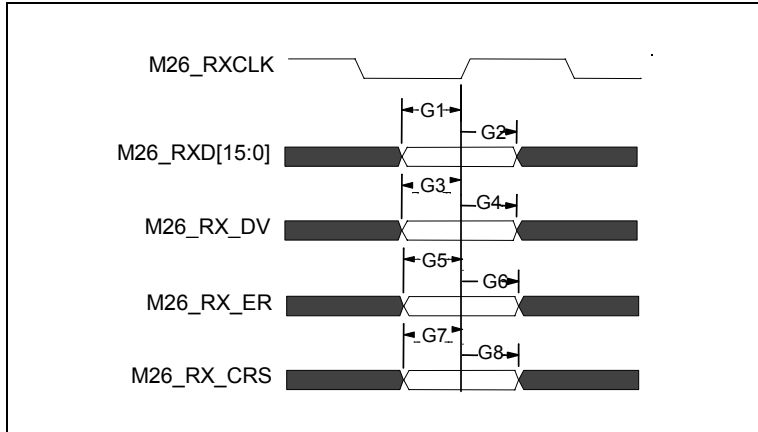 M26_RXCLK
G1
G2
M26_RXD[15:0]
G3
G4
M26_RX_DV
G5
G6
M26_RX_ER
G7
G8
M26_RX_CRS